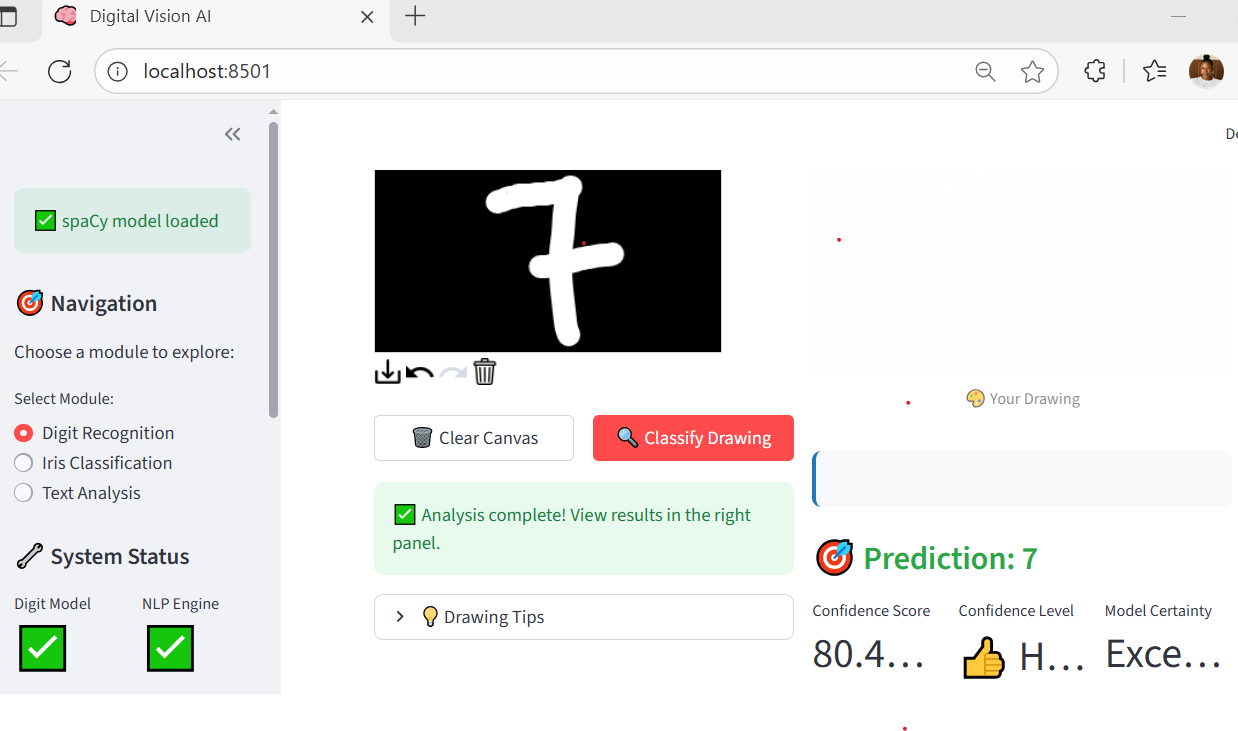 Digital Vision AI
localhost:8501
De
✅ spaCy model loaded
🎯 Navigation
Choose a module to explore:
Select Module:
Digit Recognition
Iris Classification
Text Analysis
🔧 System Status
Digit Model NLP Engine
✅ ✅
7
🗑️ Clear Canvas 🔍 Classify Drawing
✅ Analysis complete! View results in the right
panel.
💡 Drawing Tips
🎨 Your Drawing
🎯 Prediction: 7
Confidence Score Confidence Level Model Certainty
80.4… 👍 H… Exce…